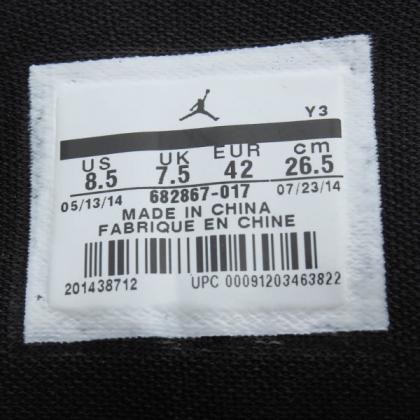 Y3
US UK EUR cm
8.5 7.5 42 26.5
05/13/14 682867-017 07/23/14
MADE IN CHINA
FABRIQUE EN CHINE
201438712 UPC 00091203463822